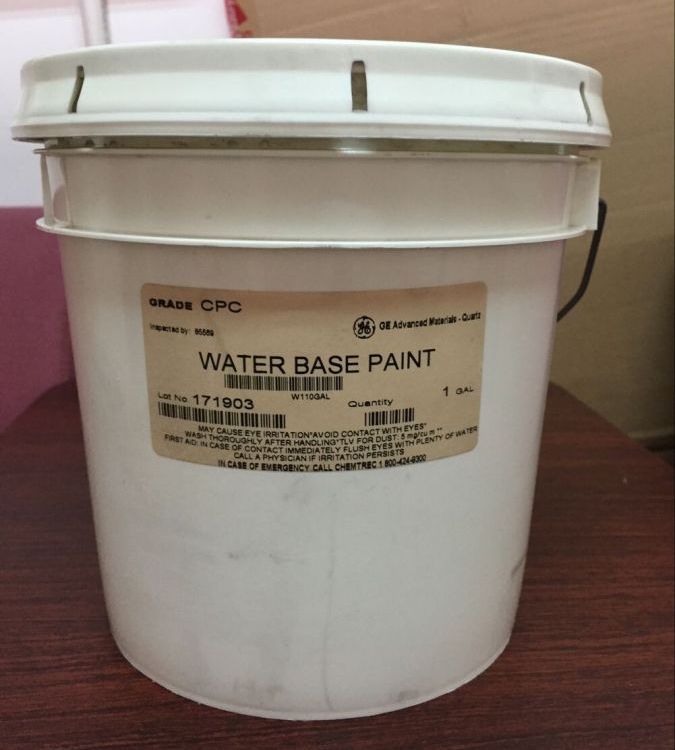 GRADE CPC
Inspected by: 86689
GE Advanced Materials - Quartz
WATER BASE PAINT
W110GAL
Lot No 171903
Quantity
1 GAL
MAY CAUSE EYE IRRITATION*AVOID CONTACT WITH EYES*
WASH THOROUGHLY AFTER HANDLING*TLV FOR DUST: 5 mg/cu m **
FIRST AID: IN CASE OF CONTACT IMMEDIATELY FLUSH EYES WITH PLENTY OF WATER
CALL A PHYSICIAN IF IRRITATION PERSISTS
IN CASE OF EMERGENCY CALL CHEMTREC 1 800-424-9300